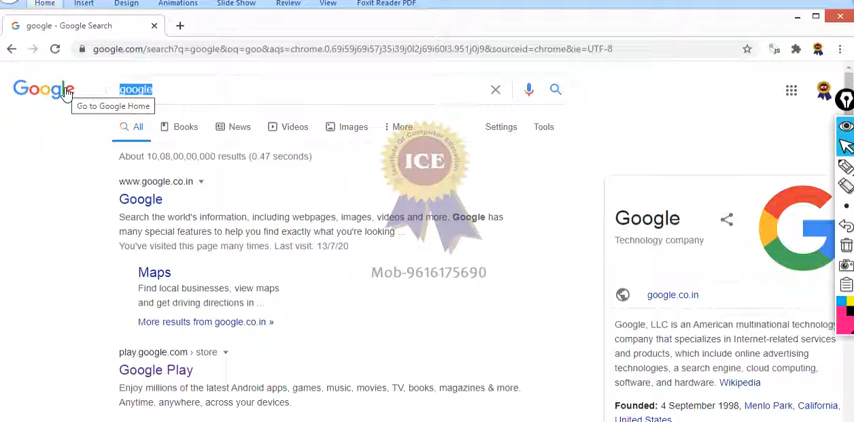 Home Insert Design Animations Slide Show Review View Foxit Reader PDF
google - Google Search
google.com/search?q=google&oq=goo&aqs=chrome.0.69i59j69i57j35i39j0l2j69i60l3.951j0j9&sourceid=chrome&ie=UTF-8
Google google
Go to Google Home
All Books News Videos Images More Settings Tools
About 10,08,00,00,000 results (0.47 seconds)
Institute Of Computer Education
ICE
www.google.co.in
Google
Search the world's information, including webpages, images, videos and more. Google has
many special features to help you find exactly what you're looking ...
You've visited this page many times. Last visit: 13/7/20
Maps
Find local businesses, view maps
and get driving directions in ...
More results from google.co.in »
Mob-9616175690
play.google.com › store
Google Play
Enjoy millions of the latest Android apps, games, music, movies, TV, books, magazines & more.
Anytime, anywhere, across your devices.
Google
Technology company
google.co.in
Google, LLC is an American multinational technology
company that specializes in Internet-related services
and products, which include online advertising
technologies, a search engine, cloud computing,
software, and hardware. Wikipedia
Founded: 4 September 1998, Menlo Park, California,
United States